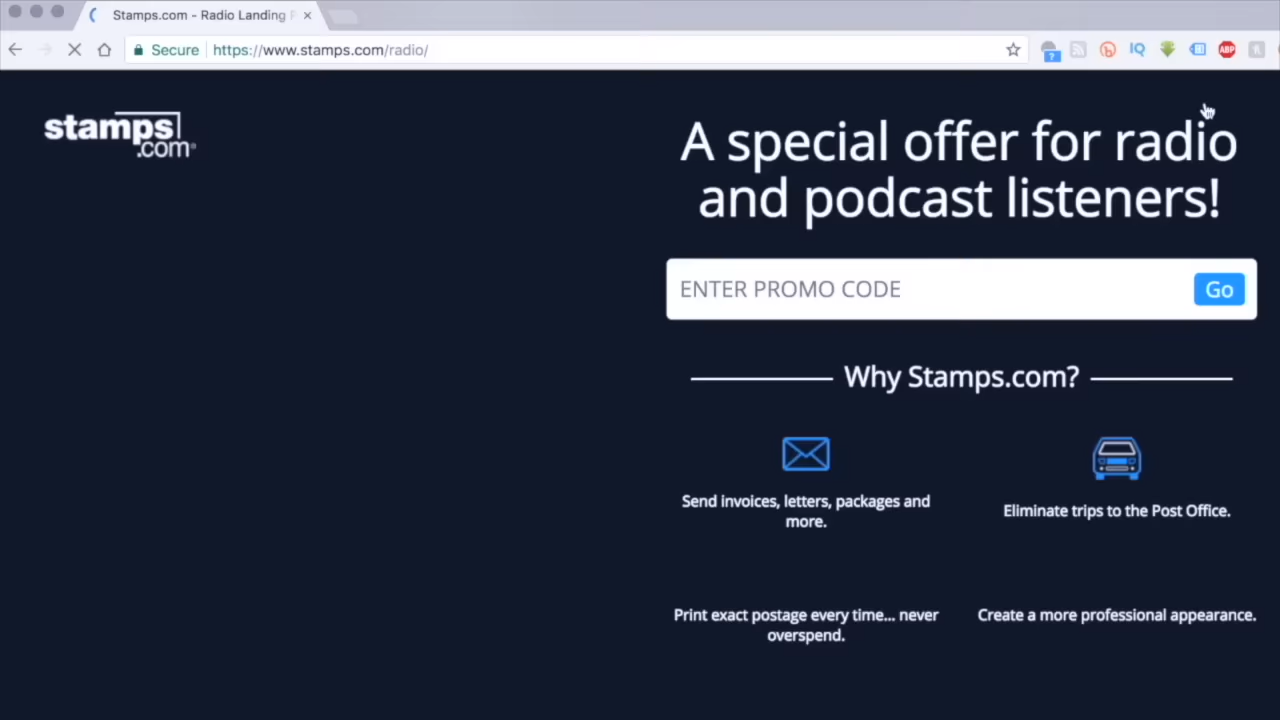 Stamps.com - Radio Landing P
Secure
https://www.stamps.com/radio/
?
IQ
ABP
stamps
.com
A special offer for radio
and podcast listeners!
ENTER PROMO CODE
Go
Why Stamps.com?
Send invoices, letters, packages and
more.
Eliminate trips to the Post Office.
Print exact postage every time... never
overspend.
Create a more professional appearance.